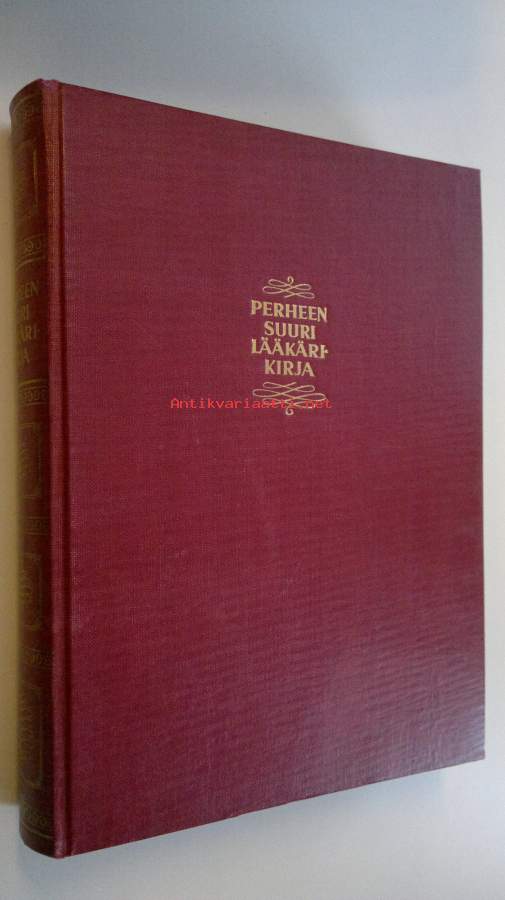 PERHEEN
SUURI
LÄÄKÄRI-
KIRJA
Antikvariaatti.net